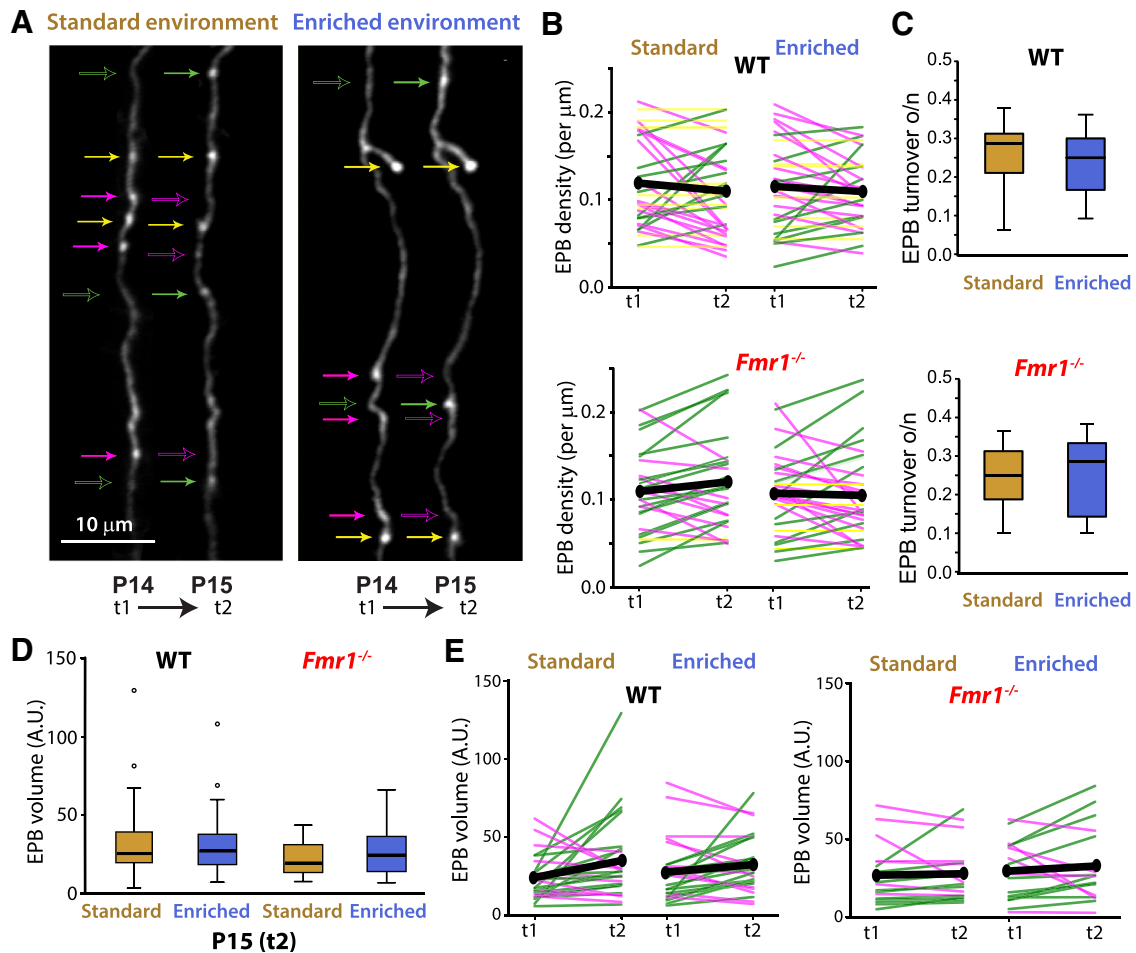 A
Standard environment Enriched environment
10 μm
P14 P15 P14 P15
t1 t2 t1 t2
B
Standard Enriched
WT
EPB density (per μm)
0.2
0.1
0.0
t1 t2 t1 t2
Fmr1-/-
EPB density (per μm)
0.2
0.1
0.0
t1 t2 t1 t2
C
WT
EPB turnover o/n
0.5
0.4
0.3
0.2
0.1
0.0
Standard Enriched
Fmr1-/-
EPB turnover o/n
0.5
0.4
0.3
0.2
0.1
0.0
Standard Enriched
D
WT Fmr1-/-
EPB volume (A.U.)
150
100
50
0
Standard Enriched Standard Enriched
P15 (t2)
E
Standard Enriched
WT
EPB volume (A.U.)
150
100
50
0
t1 t2 t1 t2
Standard Enriched
Fmr1-/-
EPB volume (A.U.)
150
100
50
0
t1 t2 t1 t2